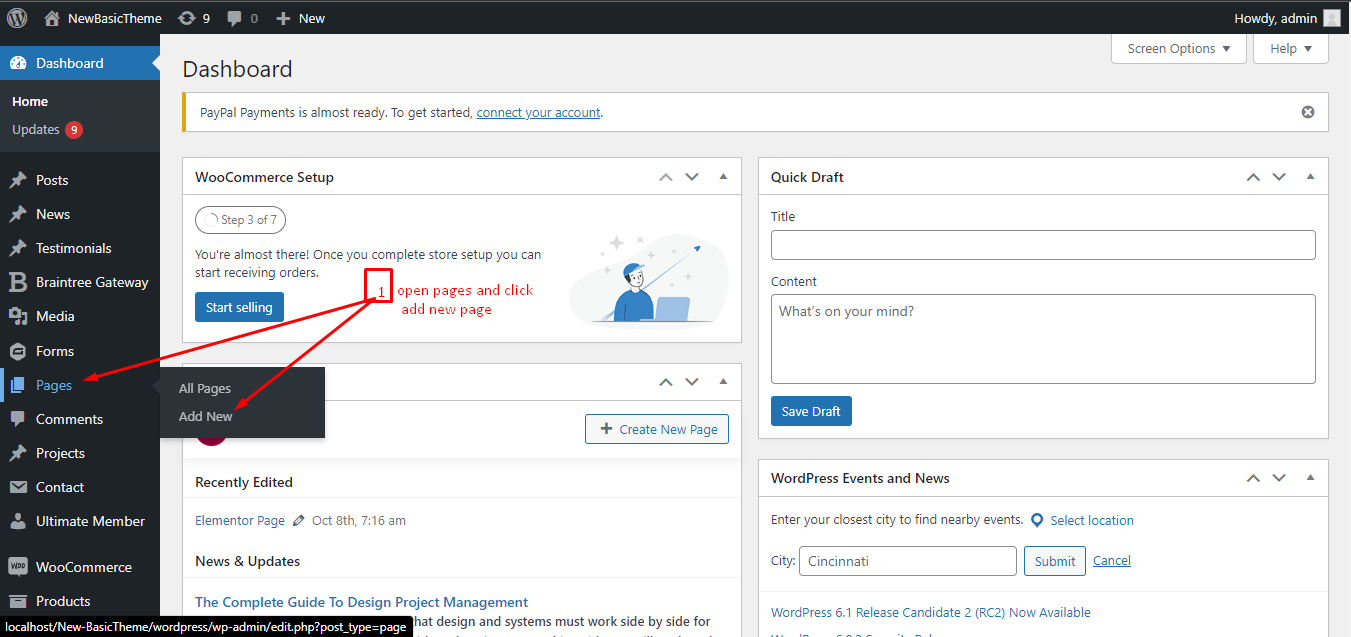 NewBasicTheme 9 0 New Howdy, admin
Screen Options Help
Dashboard
Home
Updates 9
Posts
News
Testimonials
Braintree Gateway
Media
Forms
Pages
Comments
Projects
Contact
Ultimate Member
WooCommerce
Products
All Pages
Add New
Dashboard
PayPal Payments is almost ready. To get started, connect your account.
WooCommerce Setup
Step 3 of 7
You're almost there! Once you complete store setup you can
start receiving orders.
Start selling
1 open pages and click
add new page
Create New Page
Recently Edited
Elementor Page Oct 8th, 7:16 am
News & Updates
The Complete Guide To Design Project Management
that design and systems must work side by side for
Quick Draft
Title
Content
What's on your mind?
Save Draft
WordPress Events and News
Enter your closest city to find nearby events. Select location
City: Cincinnati Submit Cancel
WordPress 6.1 Release Candidate 2 (RC2) Now Available
localhost/New-BasicTheme/wordpress/wp-admin/edit.php?post_type=page